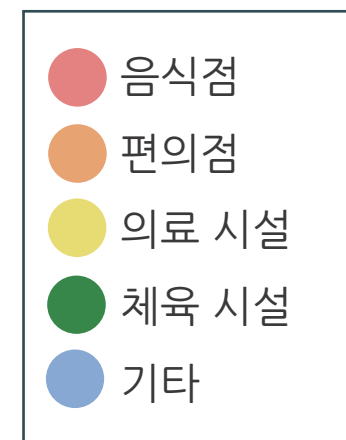 음식점
편의점
의료 시설
체육 시설
기타